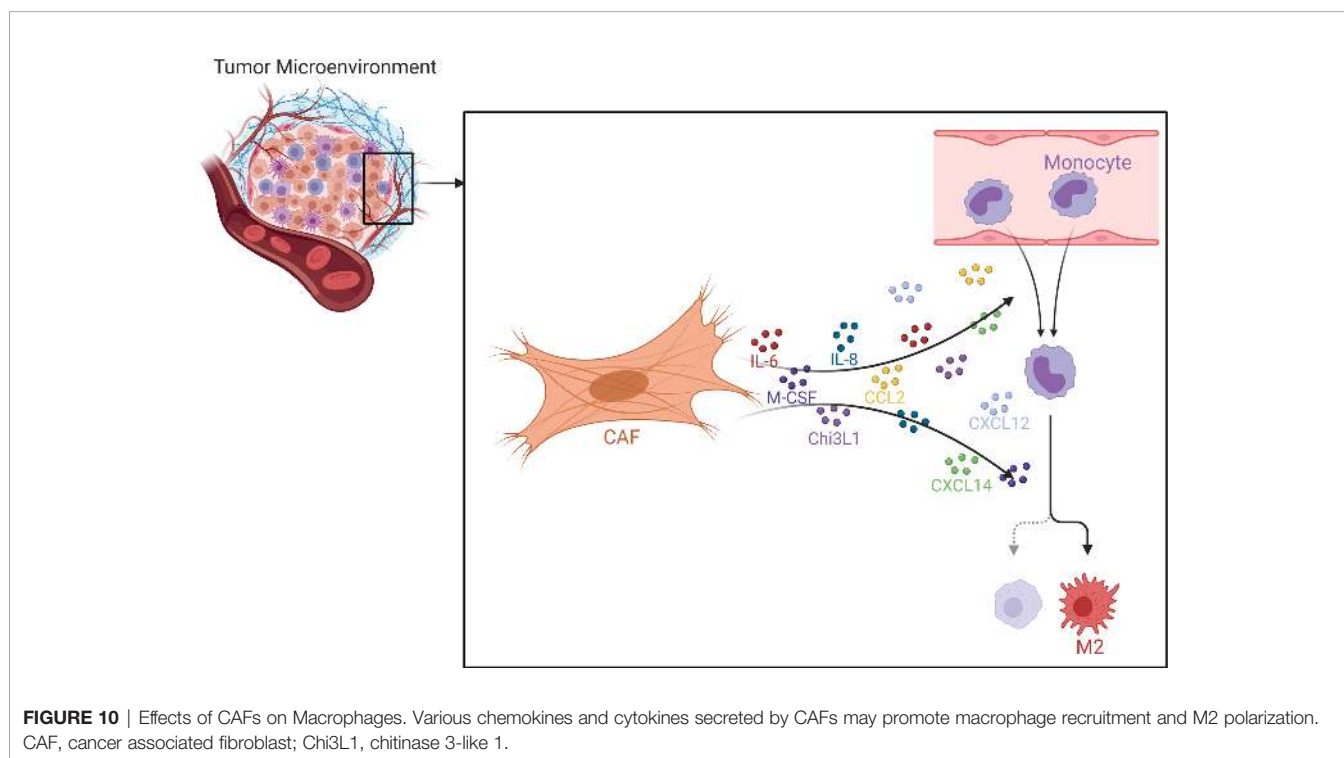 Tumor Microenvironment
Monocyte
IL-6
IL-8
M-CSF
CCL2
CAF
Chi3L1
CXCL12
CXCL14
M2
FIGURE 10 | Effects of CAFs on Macrophages. Various chemokines and cytokines secreted by CAFs may promote macrophage recruitment and M2 polarization.
CAF, cancer associated fibroblast; Chi3L1, chitinase 3-like 1.